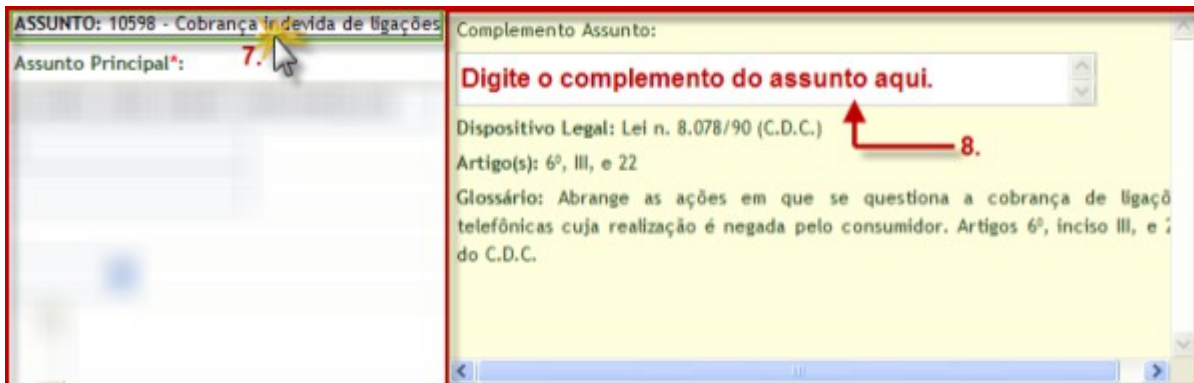 ASSUNTO: 10598 - Cobrança indevida de ligações
7.
Assunto Principal*:
Complemento Assunto:
Digite o complemento do assunto aqui.
8.
Dispositivo Legal: Lei n. 8.078/90 (C.D.C.)
Artigo(s): 6º, III, e 22
Glossário: Abrange as ações em que se questiona a cobrança de ligaçõ
telefônicas cuja realização é negada pelo consumidor. Artigos 6º, inciso III, e 2
do C.D.C.